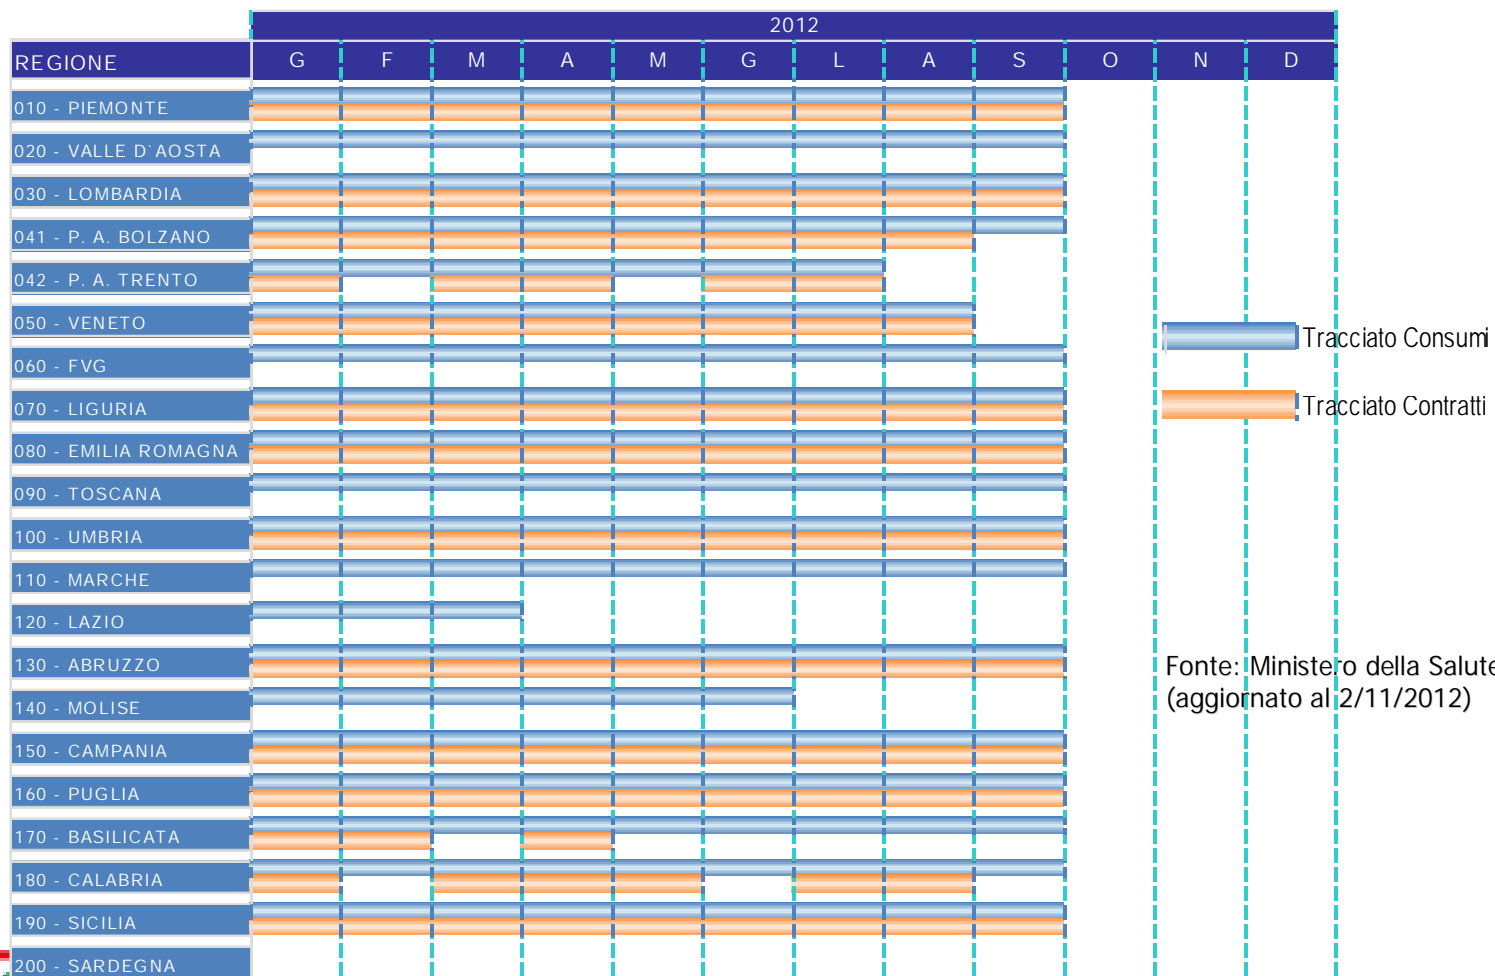 2012
REGIONE G F M A M G L A S O N D
010 - PIEMONTE
020 - VALLE D`AOSTA
030 - LOMBARDIA
041 - P. A. BOLZANO
042 - P. A. TRENTO
050 - VENETO
Tracciato Consumi
060 - FVG
070 - LIGURIA
Tracciato Contratti
080 - EMILIA ROMAGNA
090 - TOSCANA
100 - UMBRIA
110 - MARCHE
120 - LAZIO
130 - ABRUZZO
Fonte: Ministero della Salute
(aggiornato al 2/11/2012)
140 - MOLISE
150 - CAMPANIA
160 - PUGLIA
170 - BASILICATA
180 - CALABRIA
190 - SICILIA
200 - SARDEGNA